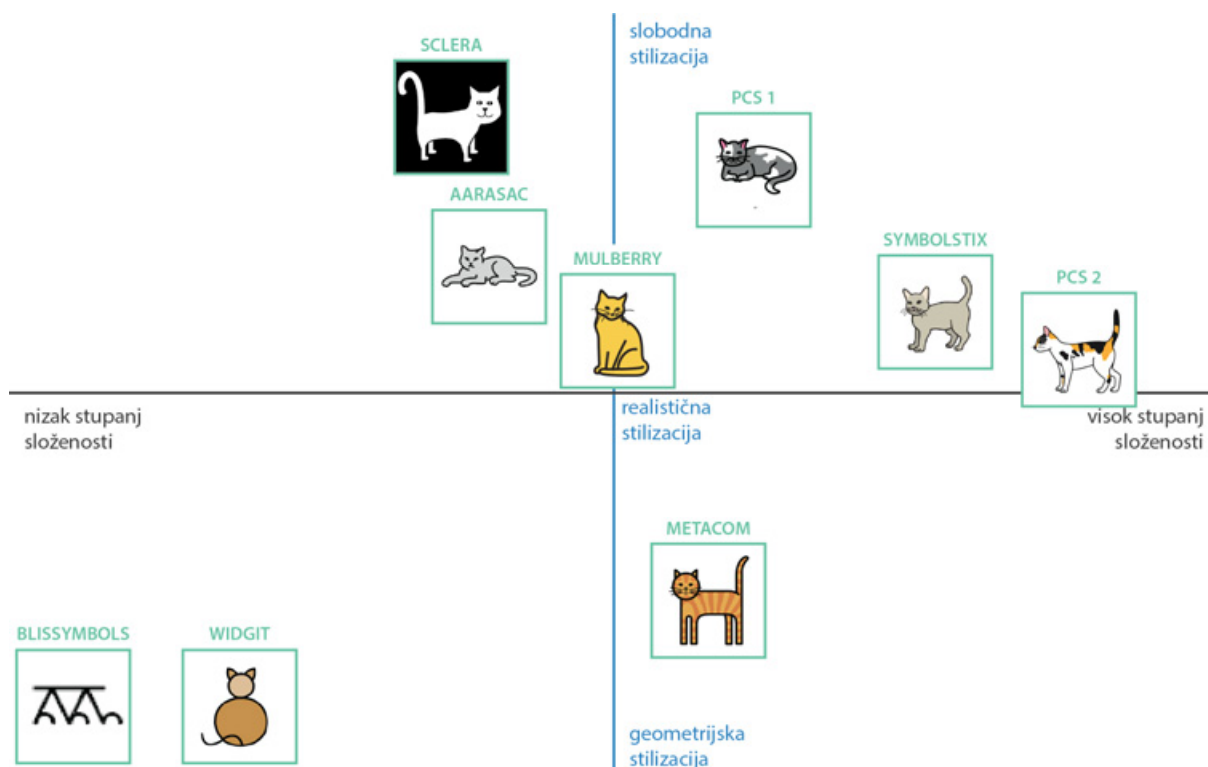 slobodna
stilizacija
SCLERA
PCS 1
AARASAC
SYMBOLSTIX
MULBERRY
PCS 2
nizak stupanj
složenosti
realistična
stilizacija
visok stupanj
složenosti
METACOM
BLISSYMBOLS
WIDGIT
geometrijska
stilizacija